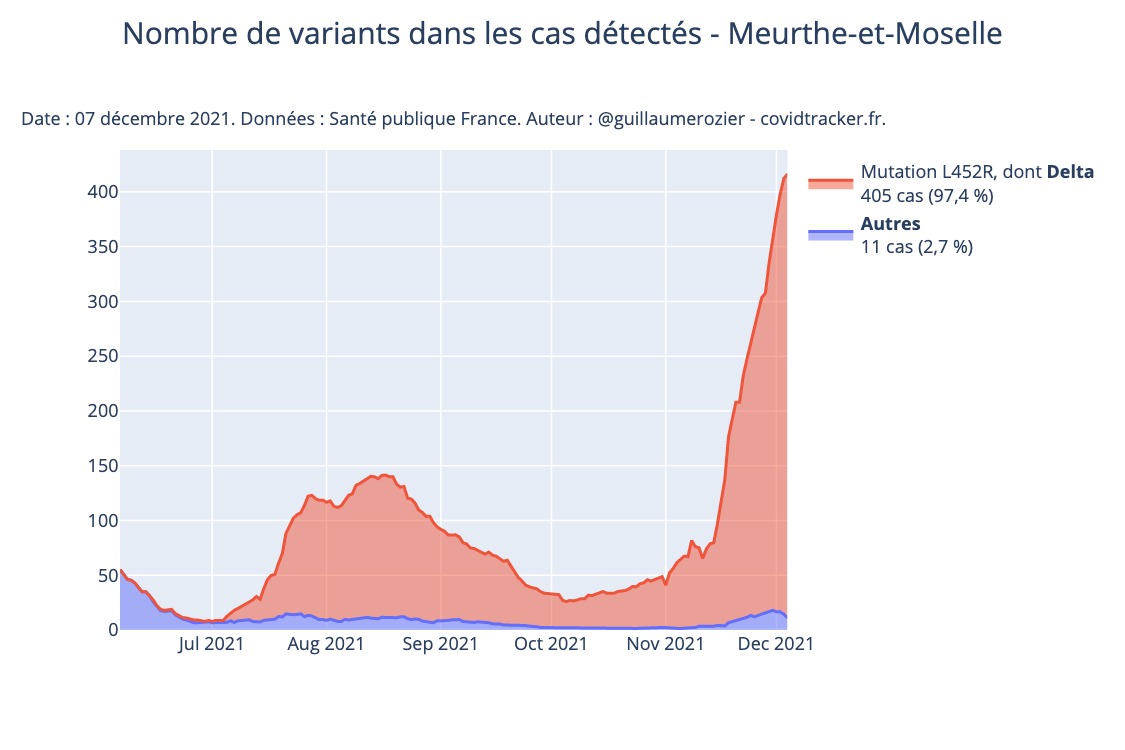 Nombre de variants dans les cas détectés - Meurthe-et-Moselle
Date : 07 décembre 2021. Données : Santé publique France. Auteur : @guillaumerozier - covidtracker.fr.
Mutation L452R, dont Delta
405 cas (97,4 %)
Autres
11 cas (2,7 %)
400
350
300
250
200
150
100
50
0
Jul 2021 Aug 2021 Sep 2021 Oct 2021 Nov 2021 Dec 2021